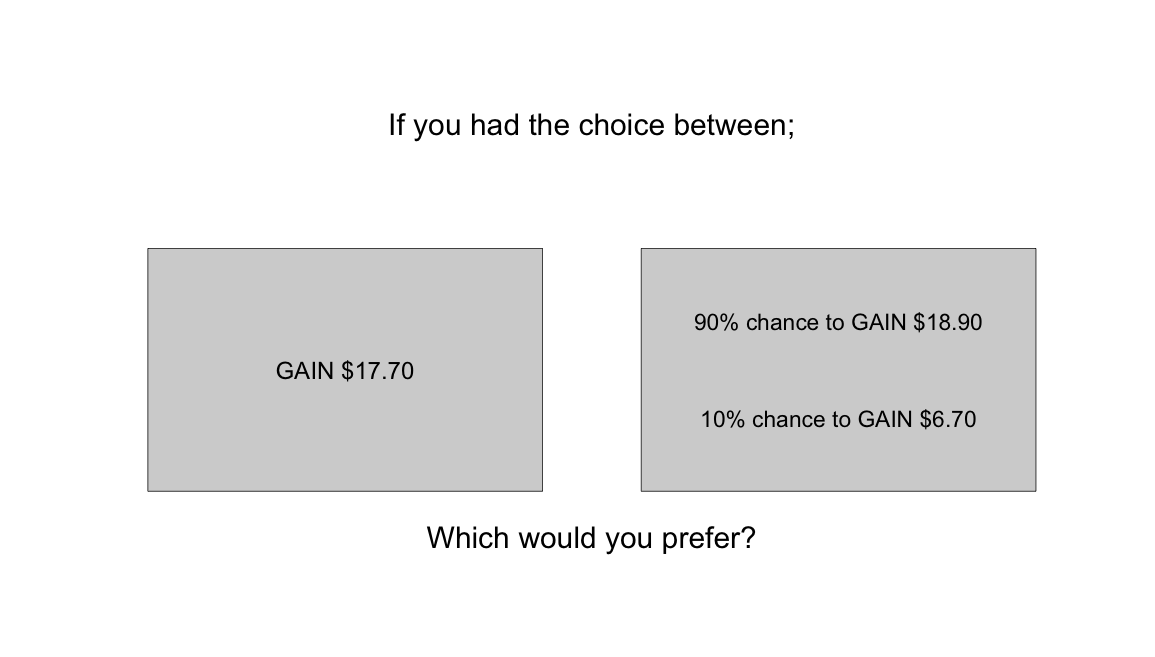 If you had the choice between;
GAIN $17.70
90% chance to GAIN $18.90
10% chance to GAIN $6.70
Which would you prefer?